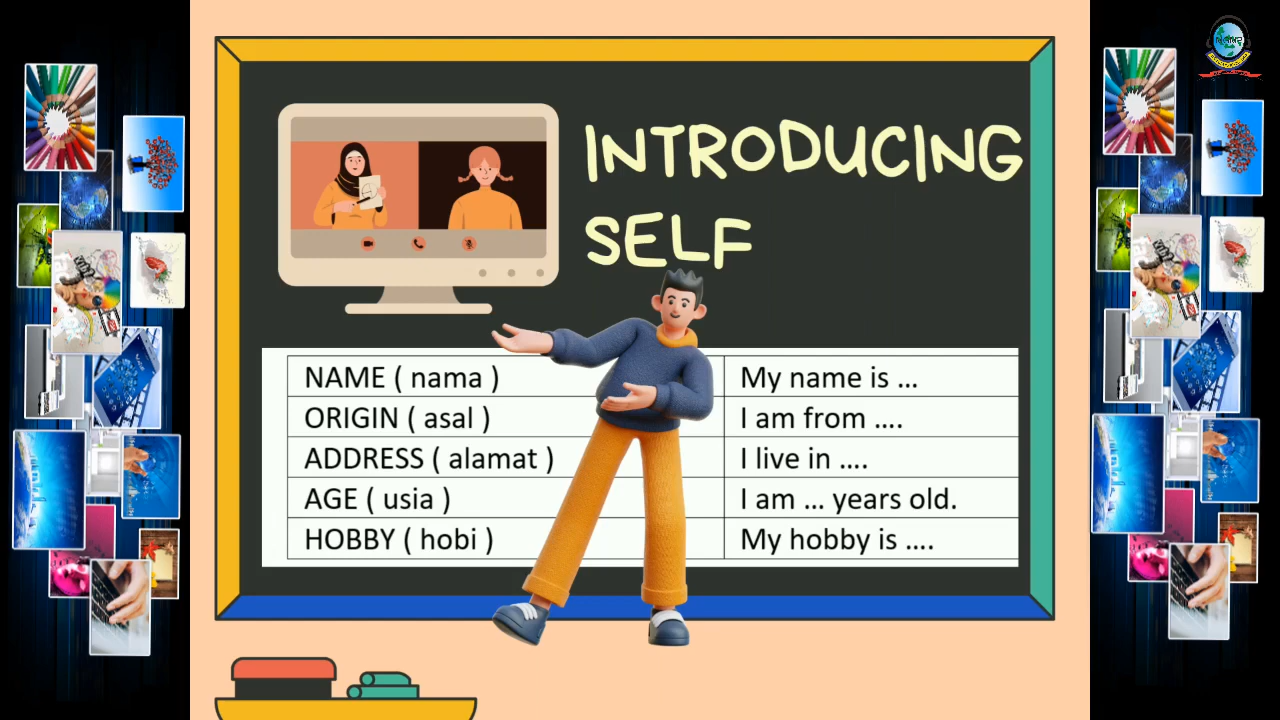 INTRODUCING
SELF
NAME ( nama ) My name is ...
ORIGIN ( asal ) I am from ....
ADDRESS ( alamat ) I live in ....
AGE ( usia ) I am ... years old.
HOBBY ( hobi ) My hobby is ....